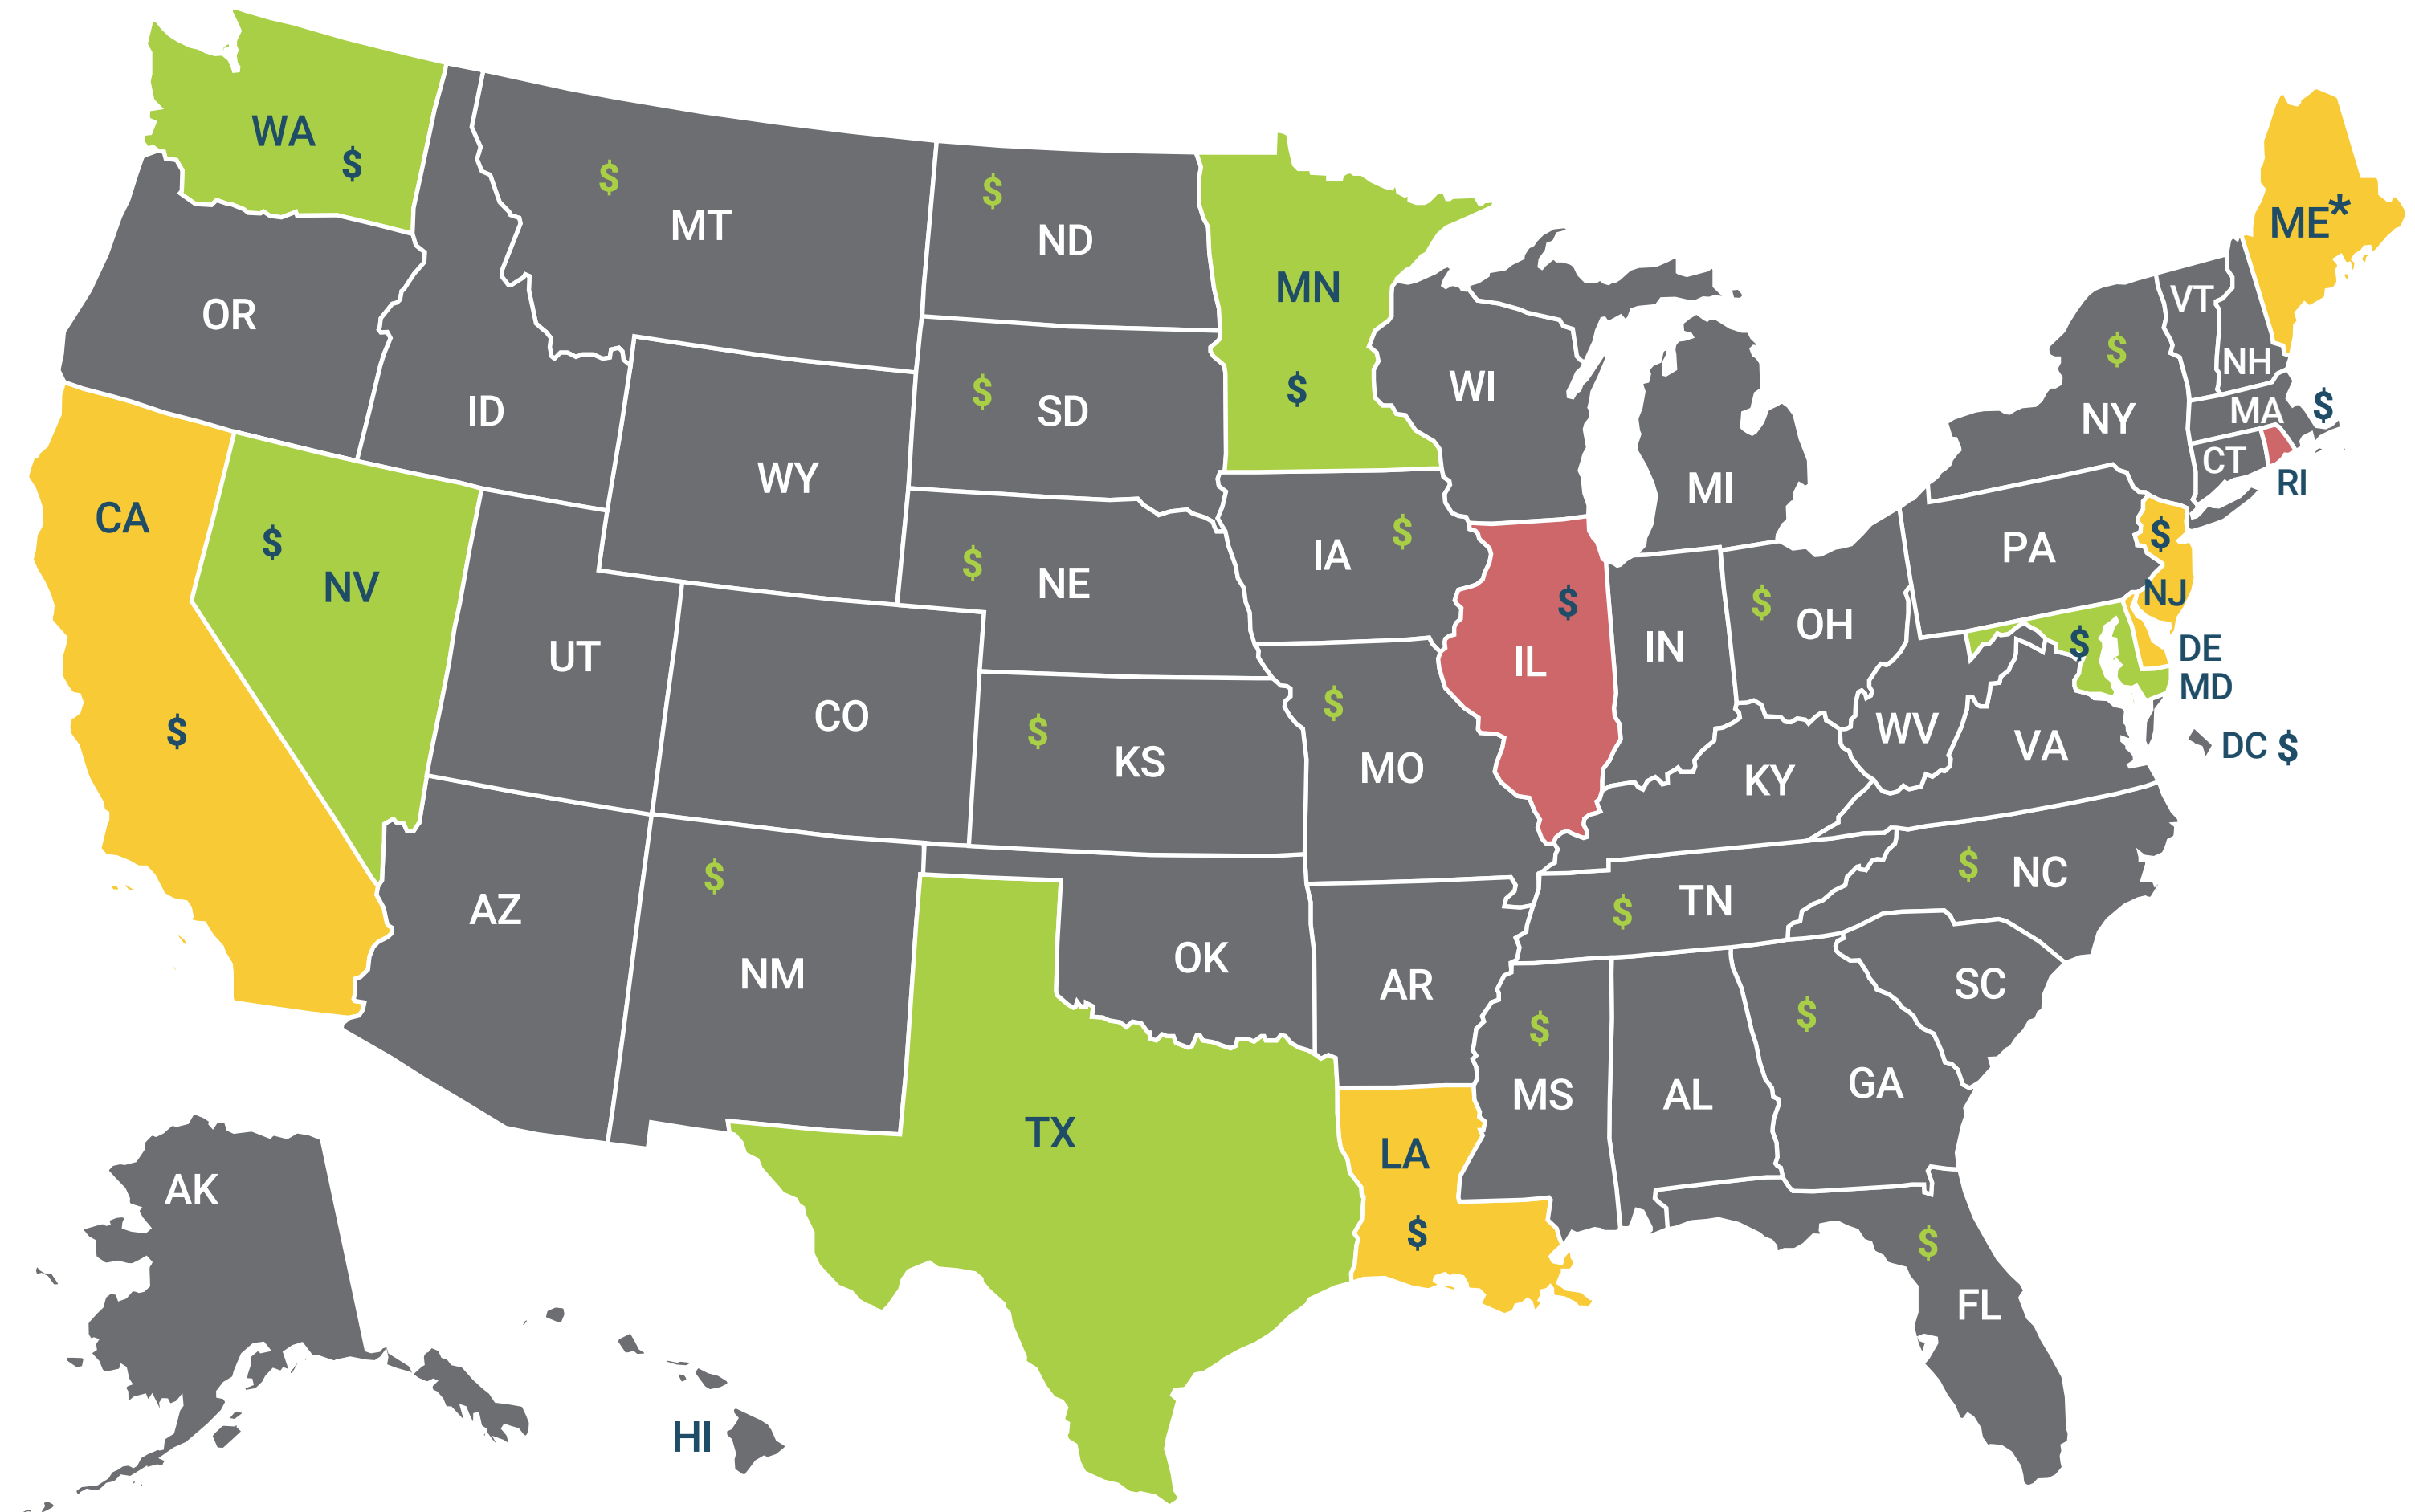 WA
$
$
MT
$
ND
ME*
OR
MN
$
VT
NH
$
ID
$
SD
WI
$
NY
MA
$
CT
RI
WY
MI
CA
$
NV
$
NE
IA
$
PA
$
NJ
$
IL
$
OH
IN
UT
$
DE
MD
CO
$
KS
$
MO
WV
VA
DC $
$
KY
$
NM
$
NC
AZ
$
TN
OK
AR
SC
$
MS
AL
$
GA
TX
LA
$
AK
$
FL
HI